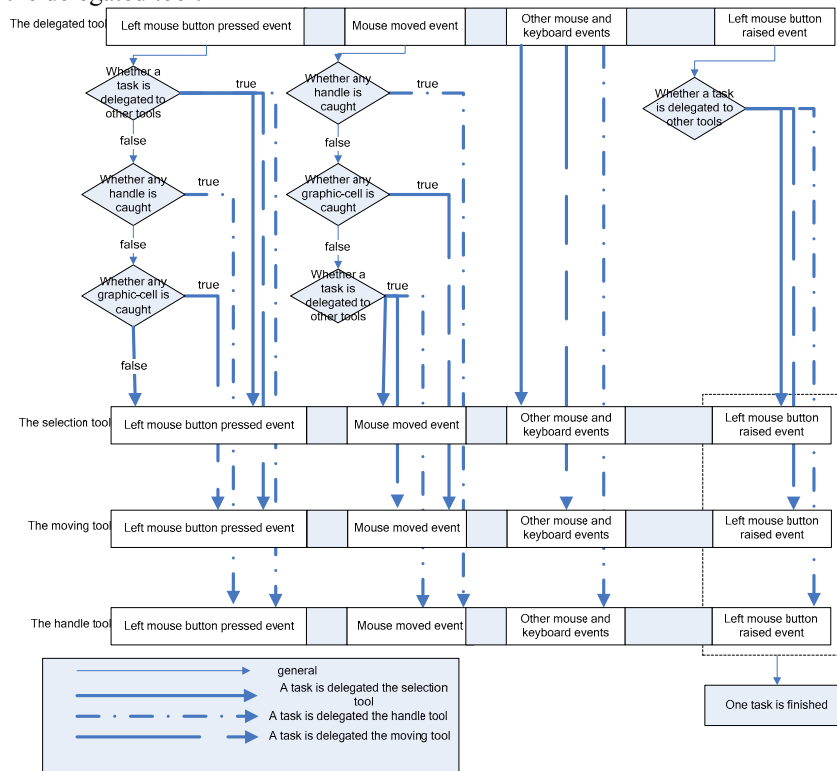 The delegated tool
Left mouse button pressed event
Mouse moved event
Other mouse and
keyboard events
Left mouse button
raised event
Whether a
task is
delegated to
other tools
true
false
Whether any
handle is
caught
true
false
Whether any
graphic-cell is
caught
true
false
Whether any
handle is
caught
true
false
Whether any
graphic-cell is
caught
true
false
Whether a
task is
delegated to
other tools
true
Whether a task
is delegated to
other tools
The selection tool
Left mouse button pressed event
Mouse moved event
Other mouse and
keyboard events
Left mouse button
raised event
The moving tool
Left mouse button pressed event
Mouse moved event
Other mouse and
keyboard events
Left mouse button
raised event
The handle tool
Left mouse button pressed event
Mouse moved event
Other mouse and
keyboard events
Left mouse button
raised event
general
A task is delegated the selection
tool
A task is delegated the handle tool
A task is delegated the moving tool
One task is finished